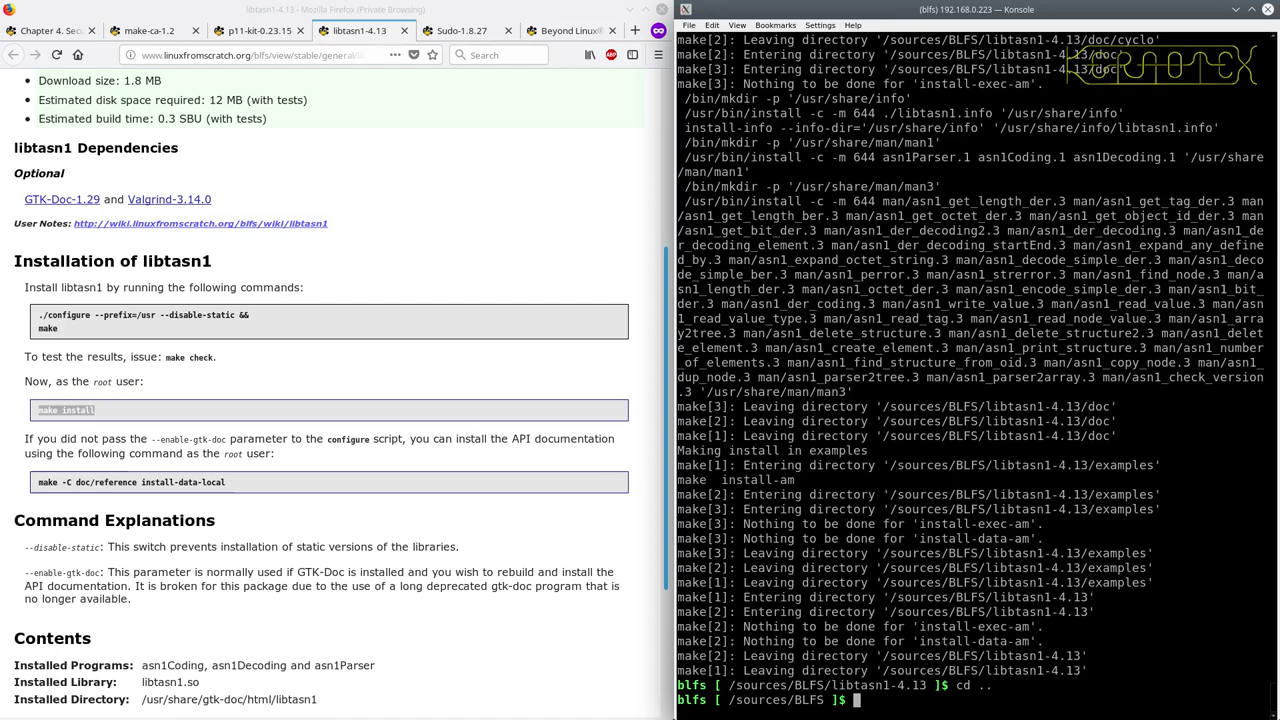 libtasn1-4.13 - Mozilla Firefox (Private Browsing)
Chapter 4. Sec
make-ca-1.2
p11-kit-0.23.15
libtasn1-4.13
Sudo-1.8.27
Beyond Linux®
www.linuxfromscratch.org/blfs/view/stable/general/li
Search
Download size: 1.8 MB
Estimated disk space required: 12 MB (with tests)
Estimated build time: 0.3 SBU (with tests)
libtasn1 Dependencies
Optional
GTK-Doc-1.29 and Valgrind-3.14.0
User Notes: http://wiki.linuxfromscratch.org/blfs/wiki/libtasn1
Installation of libtasn1
Install libtasn1 by running the following commands:
./configure --prefix=/usr --disable-static &&
make
To test the results, issue: make check.
Now, as the root user:
make install
If you did not pass the --enable-gtk-doc parameter to the configure script, you can install the API documentation
using the following command as the root user:
make -C doc/reference install-data-local
Command Explanations
--disable-static: This switch prevents installation of static versions of the libraries.
--enable-gtk-doc: This parameter is normally used if GTK-Doc is installed and you wish to rebuild and install the
API documentation. It is broken for this package due to the use of a long deprecated gtk-doc program that is
no longer available.
Contents
Installed Programs: asn1Coding, asn1Decoding and asn1Parser
Installed Library: libtasn1.so
Installed Directory: /usr/share/gtk-doc/html/libtasn1
(blfs) 192.168.0.223 — Konsole
File Edit View Bookmarks Settings Help
make[2]: Leaving directory '/sources/BLFS/libtasn1-4.13/doc/cyclo'
make[2]: Entering directory '/sources/BLFS/libtasn1-4.13/doc'
make[3]: Entering directory '/sources/BLFS/libtasn1-4.13/doc'
make[3]: Nothing to be done for 'install-exec-am'.
/bin/mkdir -p '/usr/share/info'
/usr/bin/install -c -m 644 ./libtasn1.info '/usr/share/info'
install-info --info-dir='/usr/share/info' '/usr/share/info/libtasn1.info'
/bin/mkdir -p '/usr/share/man/man1'
/usr/bin/install -c -m 644 asn1Parser.1 asn1Coding.1 asn1Decoding.1 '/usr/share
/man/man1'
/bin/mkdir -p '/usr/share/man/man3'
/usr/bin/install -c -m 644 man/asn1_get_length_der.3 man/asn1_get_tag_der.3 man
/asn1_get_length_ber.3 man/asn1_get_octet_der.3 man/asn1_get_object_id_der.3 ma
n/asn1_get_bit_der.3 man/asn1_der_decoding2.3 man/asn1_der_decoding.3 man/asn1_de
r_decoding_element.3 man/asn1_der_decoding_startEnd.3 man/asn1_expand_any_define
d_by.3 man/asn1_expand_octet_string.3 man/asn1_decode_simple_der.3 man/asn1_deco
de_simple_ber.3 man/asn1_perror.3 man/asn1_strerror.3 man/asn1_find_node.3 man/a
sn1_length_der.3 man/asn1_octet_der.3 man/asn1_encode_simple_der.3 man/asn1_bit_
der.3 man/asn1_der_coding.3 man/asn1_write_value.3 man/asn1_read_value.3 man/asn
1_read_value_type.3 man/asn1_read_tag.3 man/asn1_read_node_value.3 man/asn1_arra
y2tree.3 man/asn1_delete_structure.3 man/asn1_delete_structure2.3 man/asn1_delet
e_element.3 man/asn1_create_element.3 man/asn1_print_structure.3 man/asn1_number
_of_elements.3 man/asn1_find_structure_from_oid.3 man/asn1_copy_node.3 man/asn1_
dup_node.3 man/asn1_parser2tree.3 man/asn1_parser2array.3 man/asn1_check_version
.3 '/usr/share/man/man3'
make[3]: Leaving directory '/sources/BLFS/libtasn1-4.13/doc'
make[2]: Leaving directory '/sources/BLFS/libtasn1-4.13/doc'
make[1]: Leaving directory '/sources/BLFS/libtasn1-4.13/doc'
Making install in examples
make[1]: Entering directory '/sources/BLFS/libtasn1-4.13/examples'
make install-am
make[2]: Entering directory '/sources/BLFS/libtasn1-4.13/examples'
make[3]: Entering directory '/sources/BLFS/libtasn1-4.13/examples'
make[3]: Nothing to be done for 'install-exec-am'.
make[3]: Nothing to be done for 'install-data-am'.
make[3]: Leaving directory '/sources/BLFS/libtasn1-4.13/examples'
make[2]: Leaving directory '/sources/BLFS/libtasn1-4.13/examples'
make[1]: Leaving directory '/sources/BLFS/libtasn1-4.13/examples'
make[1]: Entering directory '/sources/BLFS/libtasn1-4.13'
make[2]: Entering directory '/sources/BLFS/libtasn1-4.13'
make[2]: Nothing to be done for 'install-exec-am'.
make[2]: Nothing to be done for 'install-data-am'.
make[2]: Leaving directory '/sources/BLFS/libtasn1-4.13'
make[1]: Leaving directory '/sources/BLFS/libtasn1-4.13'
blfs [ /sources/BLFS/libtasn1-4.13 ]$ cd ..
blfs [ /sources/BLFS ]$